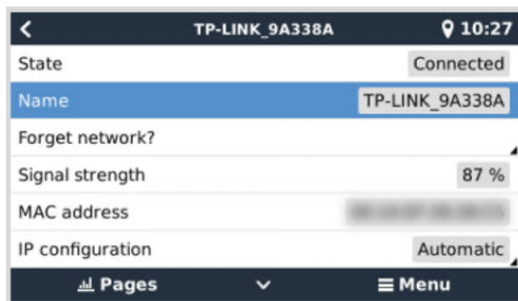 TP-LINK_9A338A 10:27
State Connected
Name TP-LINK_9A338A
Forget network?
Signal strength 87 %
MAC address
IP configuration Automatic
Pages Menu